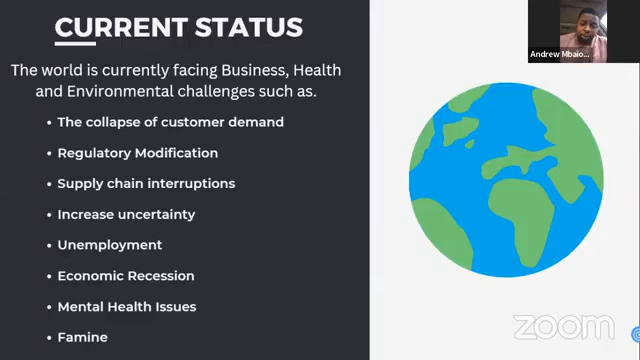 CURRENT STATUS
The world is currently facing Business, Health
and Environmental challenges such as.
• The collapse of customer demand
• Regulatory Modification
• Supply chain interruptions
• Increase uncertainty
• Unemployment
• Economic Recession
• Mental Health Issues
• Famine
Andrew Mbaio...
zoom